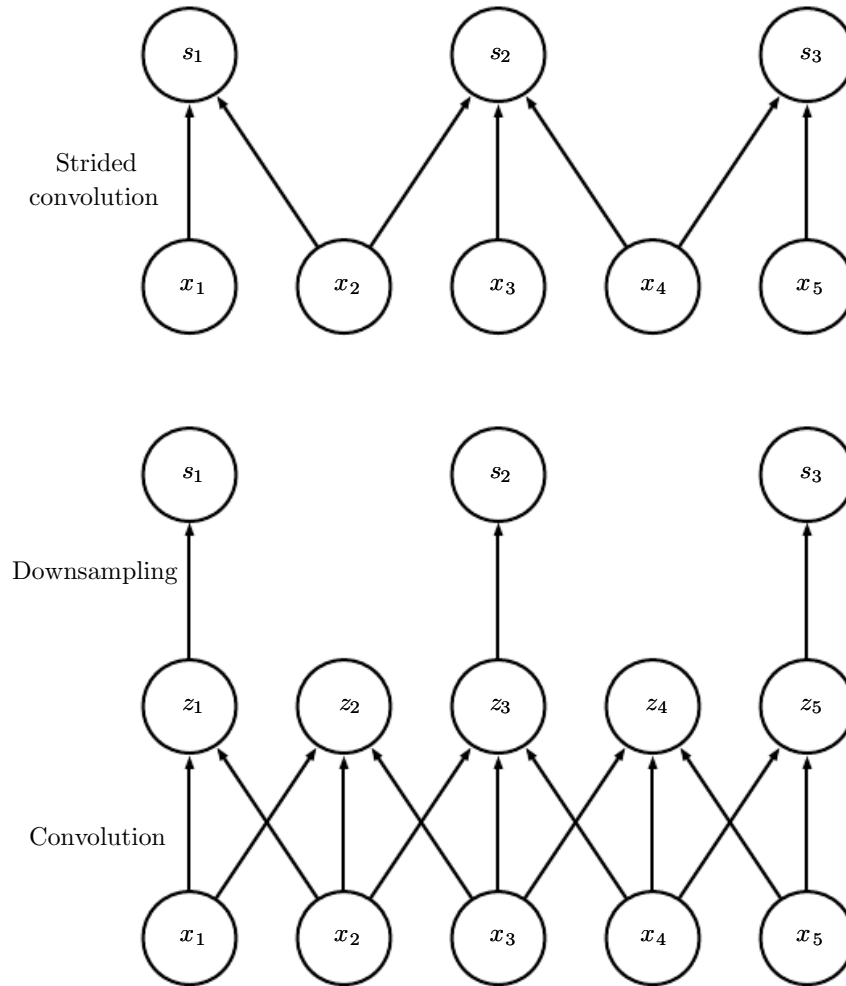 s₁ s₂ s₃
Strided
convolution
x₁ x₂ x₃ x₄ x₅
s₁ s₂ s₃
Downsampling
z₁ z₂ z₃ z₄ z₅
Convolution
x₁ x₂ x₃ x₄ x₅